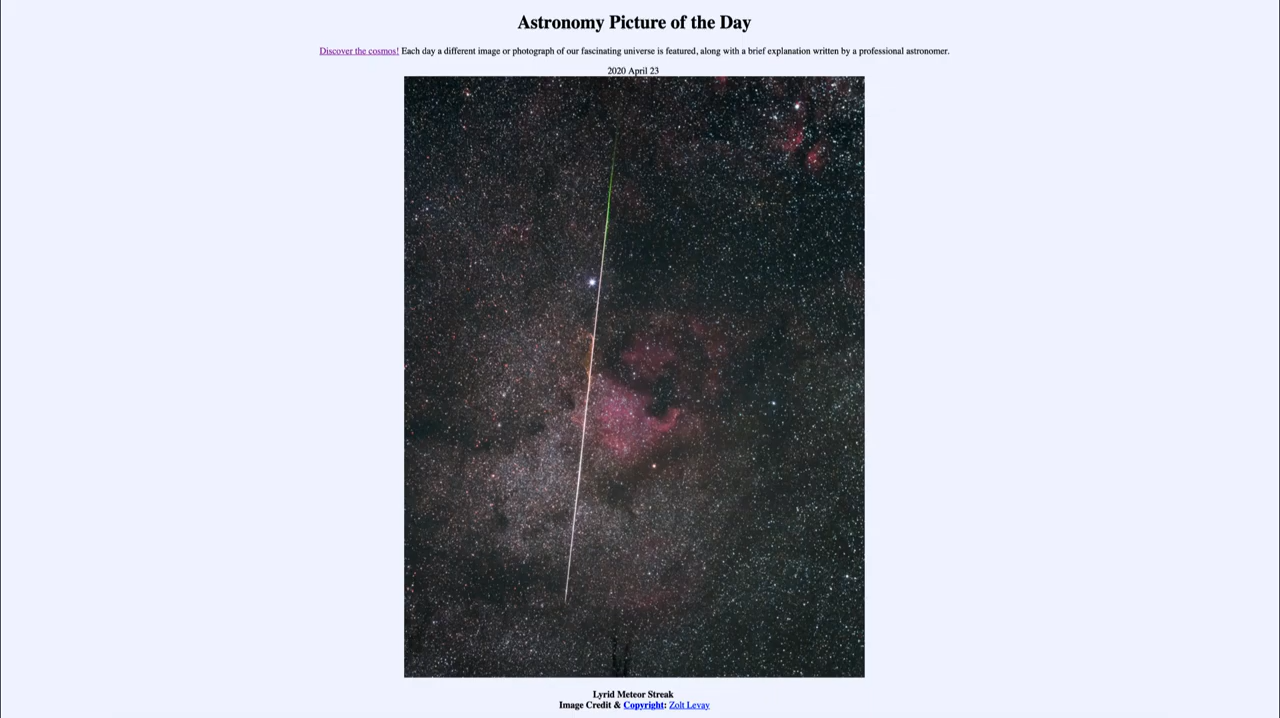 Astronomy Picture of the Day
Discover the cosmos! Each day a different image or photograph of our fascinating universe is featured, along with a brief explanation written by a professional astronomer.
2020 April 23
Lyrid Meteor Streak
Image Credit & Copyright: Zolt Levay